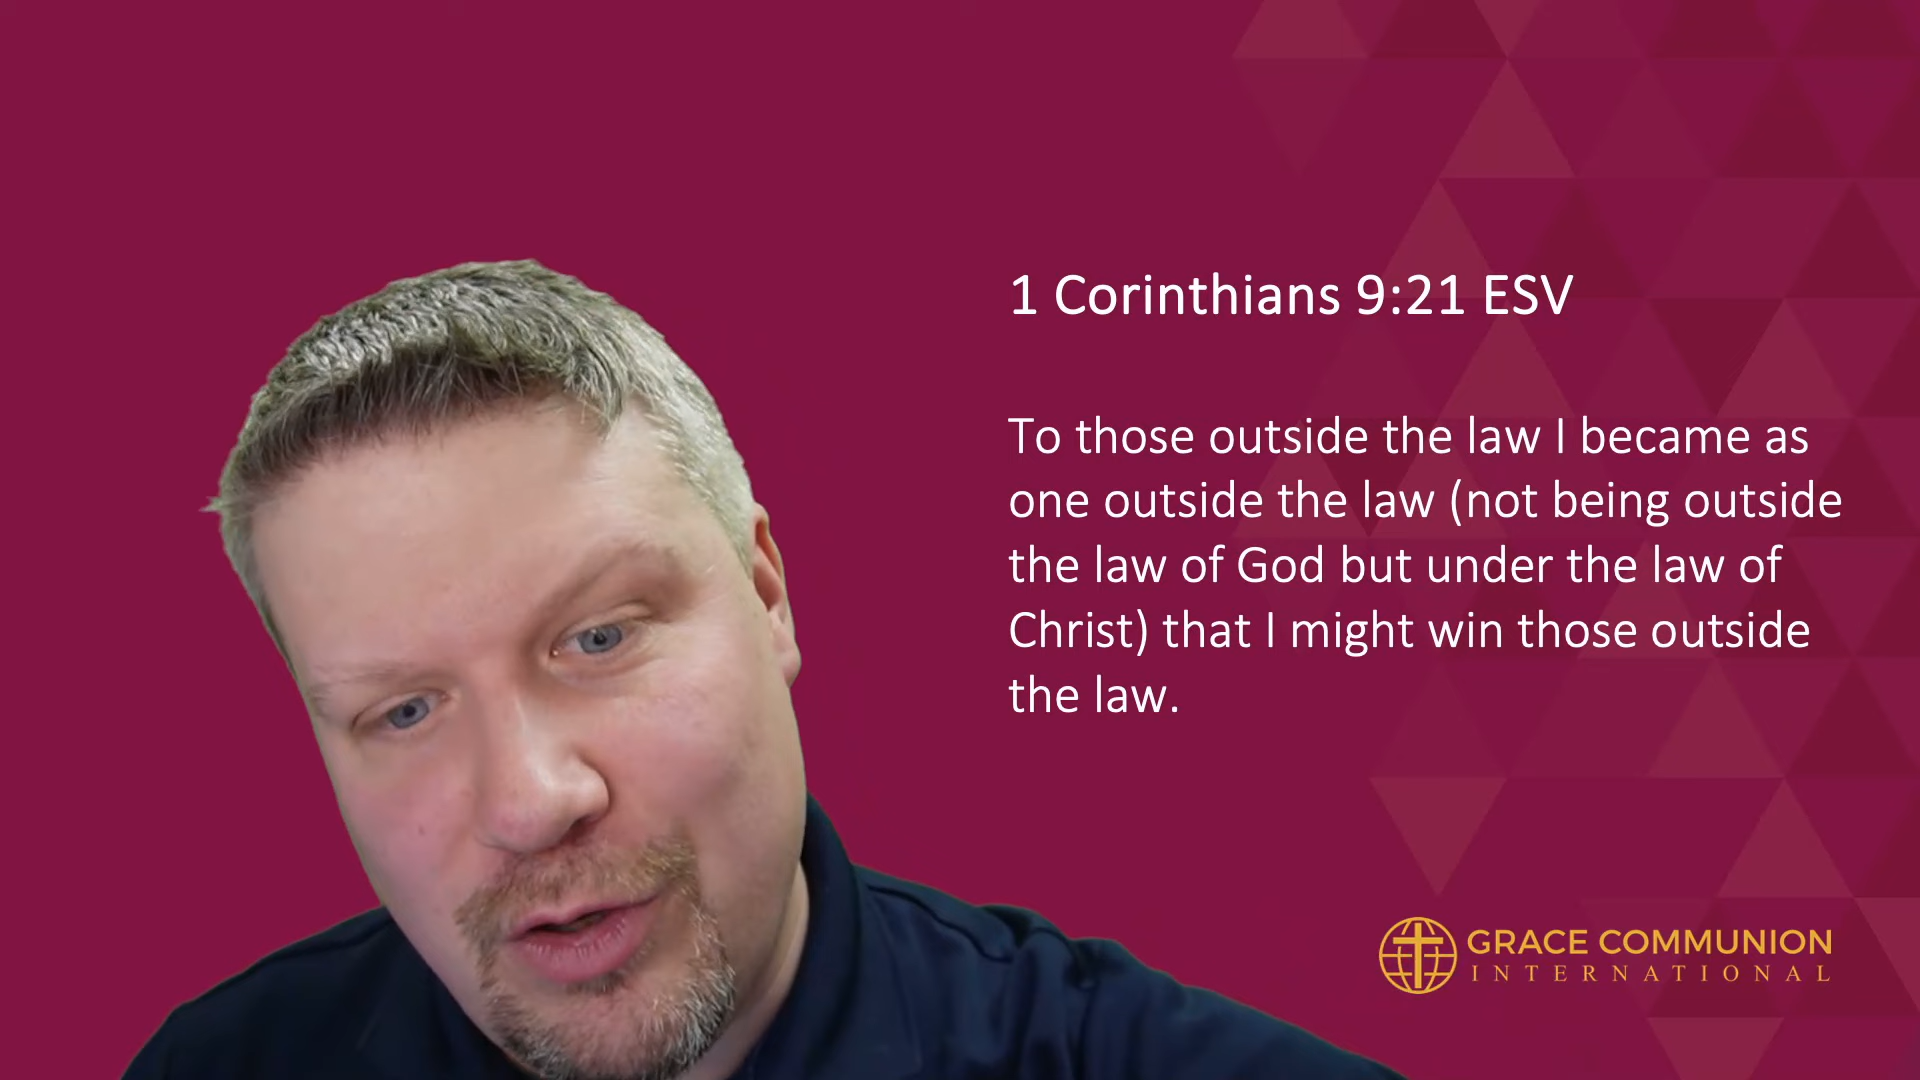 1 Corinthians 9:21 ESV
To those outside the law I became as
one outside the law (not being outside
the law of God but under the law of
Christ) that I might win those outside
the law.
GRACE COMMUNION
INTERNATIONAL